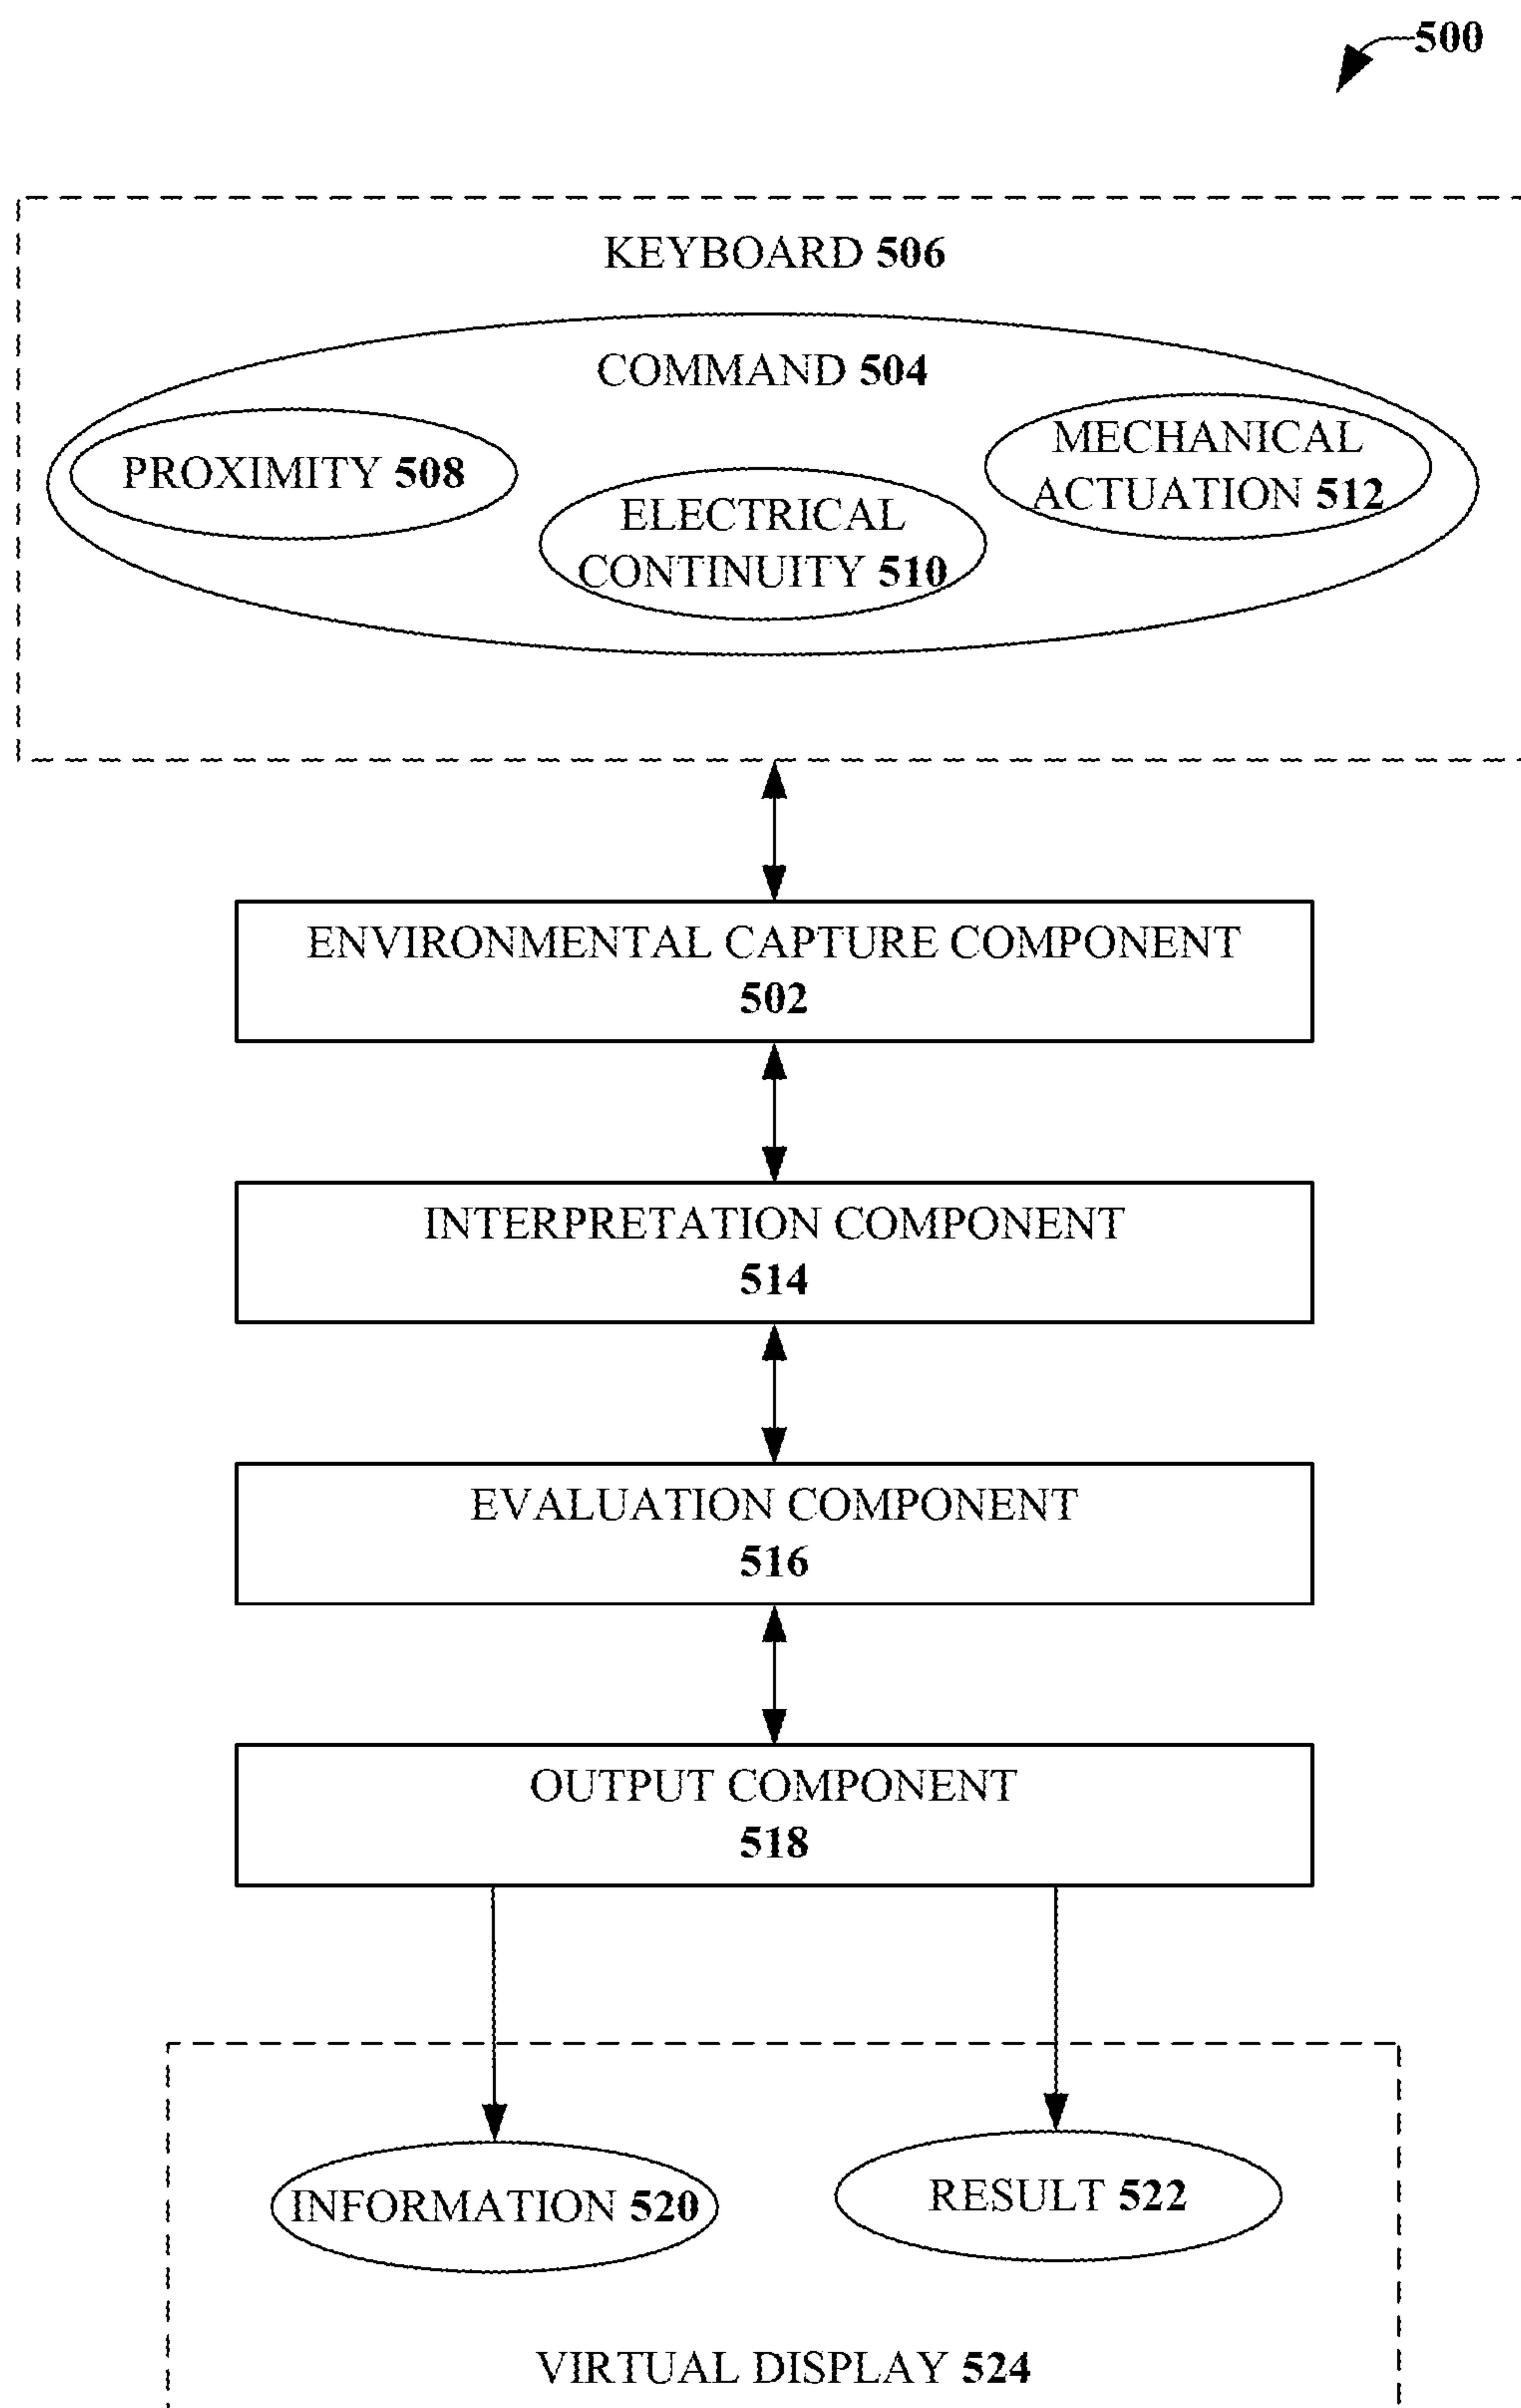 500
KEYBOARD 506
COMMAND 504
PROXIMITY 508
ELECTRICAL
CONTINUITY 510
MECHANICAL
ACTUATION 512
ENVIRONMENTAL CAPTURE COMPONENT
502
INTERPRETATION COMPONENT
514
EVALUATION COMPONENT
516
OUTPUT COMPONENT
518
INFORMATION 520
RESULT 522
VIRTUAL DISPLAY 524